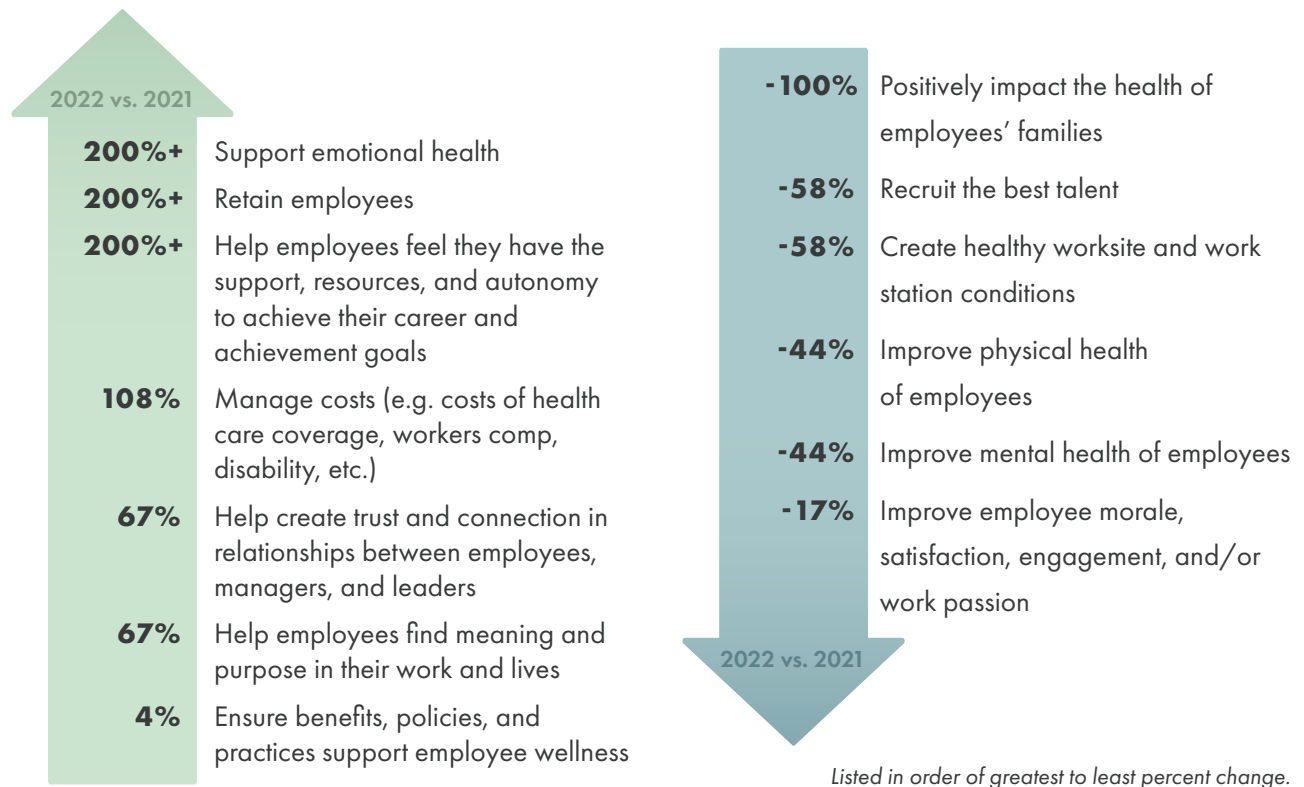 2022 vs. 2021
200%+ Support emotional health
200%+ Retain employees
200%+ Help employees feel they have the
support, resources, and autonomy
to achieve their career and
achievement goals
108% Manage costs (e.g. costs of health
care coverage, workers comp,
disability, etc.)
67% Help create trust and connection in
relationships between employees,
managers, and leaders
67% Help employees find meaning and
purpose in their work and lives
4% Ensure benefits, policies, and
practices support employee wellness
-100% Positively impact the health of
employees’ families
-58% Recruit the best talent
-58% Create healthy worksite and work
station conditions
-44% Improve physical health
of employees
-44% Improve mental health of employees
-17% Improve employee morale,
satisfaction, engagement, and/or
work passion
2022 vs. 2021
Listed in order of greatest to least percent change.